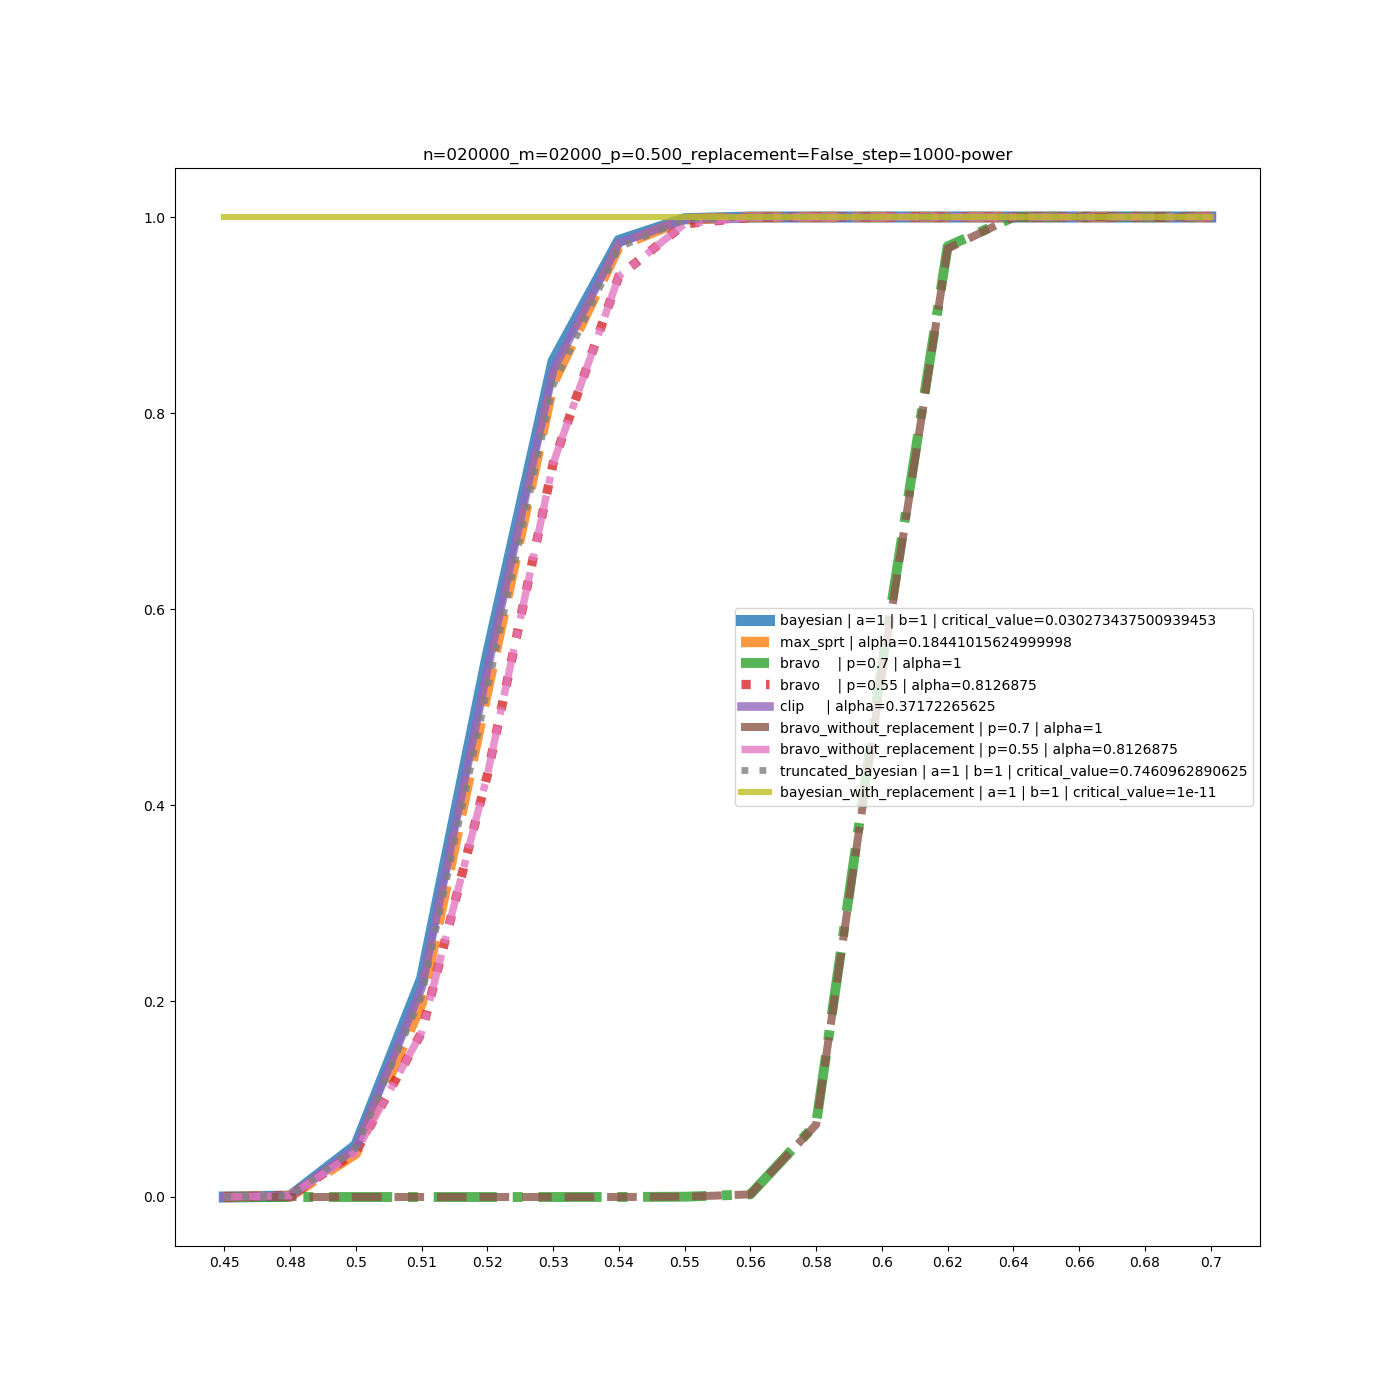 n=020000_m=02000_p=0.500_replacement=False_step=1000-power
1.0
0.8
0.6
0.4
0.2
0.0
bayesian | a=1 | b=1 | critical_value=0.030273437500939453
max_sprt | alpha=0.18441015624999998
bravo    | p=0.7 | alpha=1
bravo    | p=0.55 | alpha=0.8126875
clip     | alpha=0.37172265625
bravo_without_replacement | p=0.7 | alpha=1
bravo_without_replacement | p=0.55 | alpha=0.8126875
truncated_bayesian | a=1 | b=1 | critical_value=0.7460962890625
bayesian_with_replacement | a=1 | b=1 | critical_value=1e-11
0.45 0.48 0.5 0.51 0.52 0.53 0.54 0.55 0.56 0.58 0.6 0.62 0.64 0.66 0.68 0.7